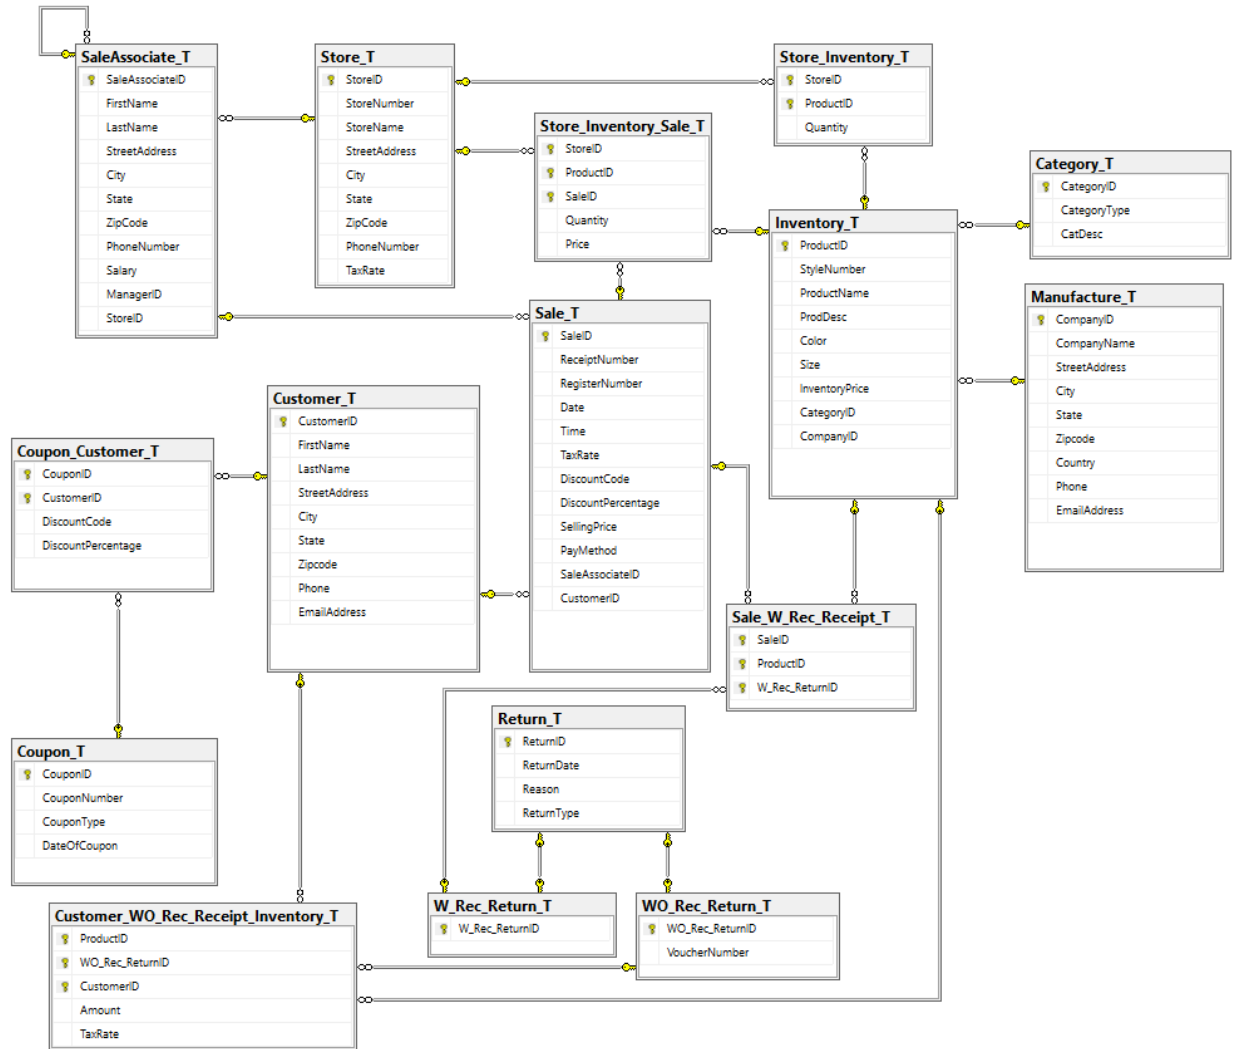 SaleAssociate_T
SaleAssociateID
FirstName
LastName
StreetAddress
City
State
ZipCode
PhoneNumber
Salary
ManagerID
StoreID
Store_T
StoreID
StoreNumber
StoreName
StreetAddress
City
State
ZipCode
PhoneNumber
TaxRate
Store_Inventory_T
StoreID
ProductID
Quantity
Store_Inventory_Sale_T
StoreID
ProductID
SaleID
Quantity
Price
Category_T
CategoryID
CategoryType
CatDesc
Inventory_T
ProductID
StyleNumber
ProductName
ProdDesc
Color
Size
InventoryPrice
CategoryID
CompanyID
Manufacture_T
CompanyID
CompanyName
StreetAddress
City
State
Zipcode
Country
Phone
EmailAddress
Sale_T
SaleID
ReceiptNumber
RegisterNumber
Date
Time
TaxRate
DiscountCode
DiscountPercentage
SellingPrice
PayMethod
SaleAssociateID
CustomerID
Customer_T
CustomerID
FirstName
LastName
StreetAddress
City
State
Zipcode
Phone
EmailAddress
Coupon_Customer_T
CouponID
CustomerID
DiscountCode
DiscountPercentage
Sale_W_Rec_Receipt_T
SaleID
ProductID
W_Rec_ReturnID
Return_T
ReturnID
ReturnDate
Reason
ReturnType
Coupon_T
CouponID
CouponNumber
CouponType
DateOfCoupon
W_Rec_Return_T
W_Rec_ReturnID
WO_Rec_Return_T
WO_Rec_ReturnID
VoucherNumber
Customer_WO_Rec_Receipt_Inventory_T
ProductID
WO_Rec_ReturnID
CustomerID
Amount
TaxRate